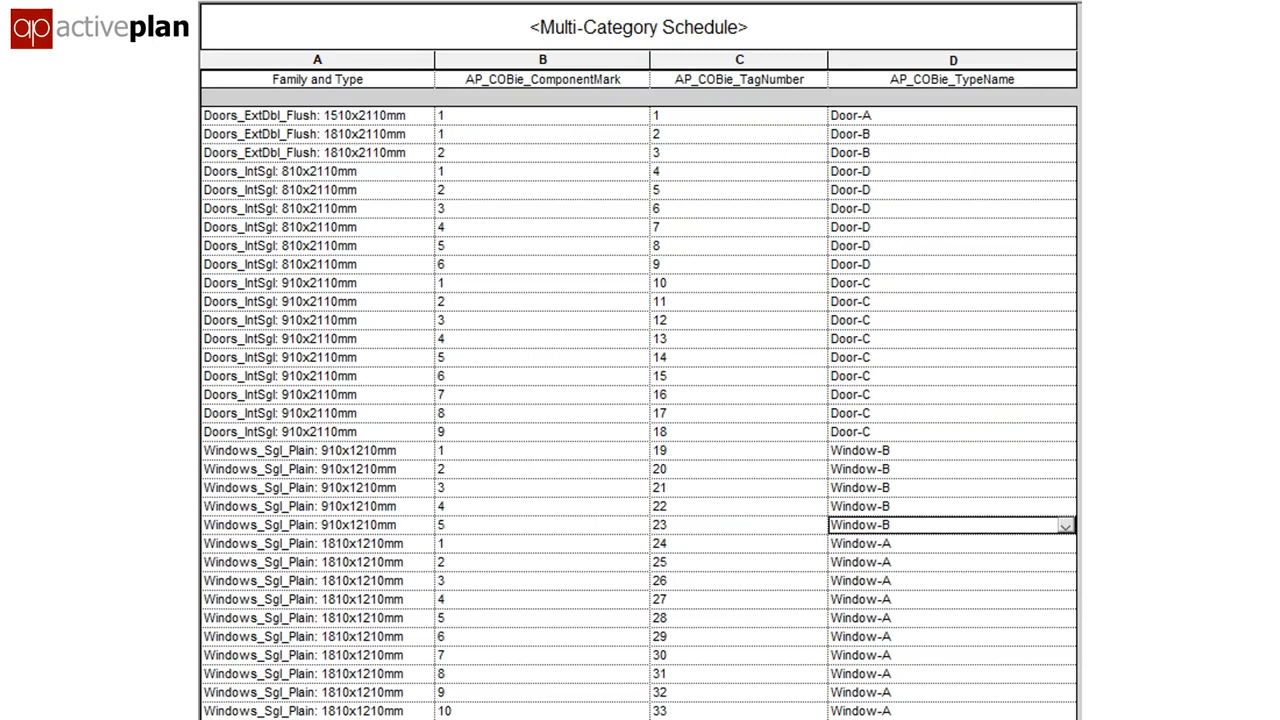 ap activeplan
<Multi-Category Schedule>
A B C D
Family and Type AP_COBie_ComponentMark AP_COBie_TagNumber AP_COBie_TypeName
Doors_ExtDbl_Flush: 1510x2110mm 1 1 Door-A
Doors_ExtDbl_Flush: 1810x2110mm 1 2 Door-B
Doors_ExtDbl_Flush: 1810x2110mm 2 3 Door-B
Doors_IntSgl: 810x2110mm 1 4 Door-D
Doors_IntSgl: 810x2110mm 2 5 Door-D
Doors_IntSgl: 810x2110mm 3 6 Door-D
Doors_IntSgl: 810x2110mm 4 7 Door-D
Doors_IntSgl: 810x2110mm 5 8 Door-D
Doors_IntSgl: 810x2110mm 6 9 Door-D
Doors_IntSgl: 910x2110mm 1 10 Door-C
Doors_IntSgl: 910x2110mm 2 11 Door-C
Doors_IntSgl: 910x2110mm 3 12 Door-C
Doors_IntSgl: 910x2110mm 4 13 Door-C
Doors_IntSgl: 910x2110mm 5 14 Door-C
Doors_IntSgl: 910x2110mm 6 15 Door-C
Doors_IntSgl: 910x2110mm 7 16 Door-C
Doors_IntSgl: 910x2110mm 8 17 Door-C
Doors_IntSgl: 910x2110mm 9 18 Door-C
Windows_Sgl_Plain: 910x1210mm 1 19 Window-B
Windows_Sgl_Plain: 910x1210mm 2 20 Window-B
Windows_Sgl_Plain: 910x1210mm 3 21 Window-B
Windows_Sgl_Plain: 910x1210mm 4 22 Window-B
Windows_Sgl_Plain: 910x1210mm 5 23 Window-B
Windows_Sgl_Plain: 1810x1210mm 1 24 Window-A
Windows_Sgl_Plain: 1810x1210mm 2 25 Window-A
Windows_Sgl_Plain: 1810x1210mm 3 26 Window-A
Windows_Sgl_Plain: 1810x1210mm 4 27 Window-A
Windows_Sgl_Plain: 1810x1210mm 5 28 Window-A
Windows_Sgl_Plain: 1810x1210mm 6 29 Window-A
Windows_Sgl_Plain: 1810x1210mm 7 30 Window-A
Windows_Sgl_Plain: 1810x1210mm 8 31 Window-A
Windows_Sgl_Plain: 1810x1210mm 9 32 Window-A
Windows_Sgl_Plain: 1810x1210mm 10 33 Window-A